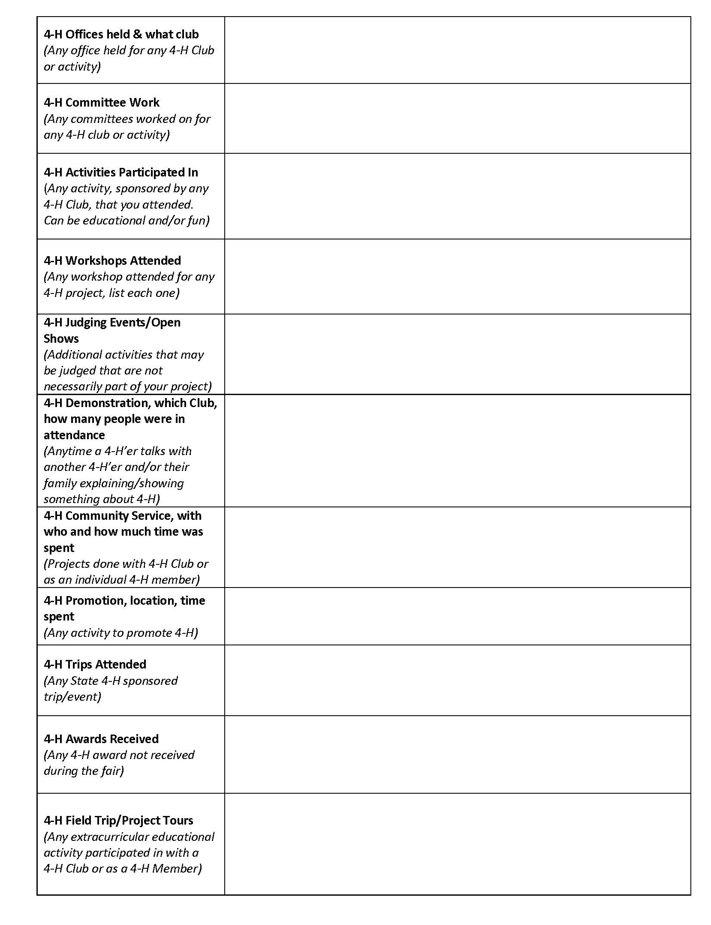 4-H Offices held & what club
(Any office held for any 4-H Club
or activity)
4-H Committee Work
(Any committees worked on for
any 4-H club or activity)
4-H Activities Participated In
(Any activity, sponsored by any
4-H Club, that you attended.
Can be educational and/or fun)
4-H Workshops Attended
(Any workshop attended for any
4-H project, list each one)
4-H Judging Events/Open
Shows
(Additional activities that may
be judged that are not
necessarily part of your project)
4-H Demonstration, which Club,
how many people were in
attendance
(Anytime a 4-H’er talks with
another 4-H’er and/or their
family explaining/showing
something about 4-H)
4-H Community Service, with
who and how much time was
spent
(Projects done with 4-H Club or
as an individual 4-H member)
4-H Promotion, location, time
spent
(Any activity to promote 4-H)
4-H Trips Attended
(Any State 4-H sponsored
trip/event)
4-H Awards Received
(Any 4-H award not received
during the fair)
4-H Field Trip/Project Tours
(Any extracurricular educational
activity participated in with a
4-H Club or as a 4-H Member)